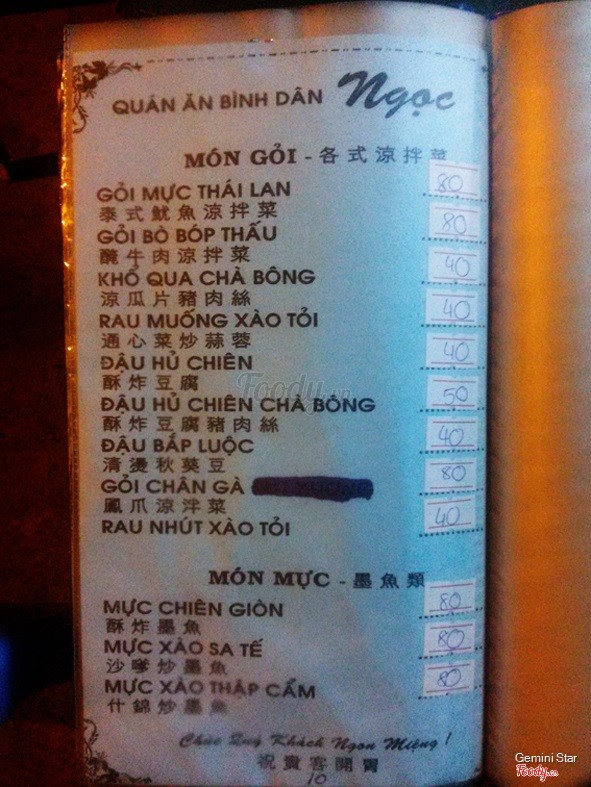 QUÁN ĂN BÌNH DÂN Ngọc
MÓN GỎI - 各式涼拌菜
GỎI MỰC THÁI LAN 80
泰式魷魚涼拌菜
GỎI BÒ BÓP THẤU 80
醃牛肉涼拌菜
KHỔ QUA CHÀ BÔNG 40
涼瓜片豬肉絲
RAU MUỐNG XÀO TỎI 40
通心菜炒蒜蓉
ĐẬU HỦ CHIÊN 40
酥炸豆腐
ĐẬU HỦ CHIÊN CHÀ BÔNG 50
酥炸豆腐豬肉絲
ĐẬU BẮP LUỘC 40
清燙秋葵豆
GỎI CHÂN GÀ 80
鳳爪涼泮菜
RAU NHÚT XÀO TỎI 40
MÓN MỰC - 墨魚類
MỰC CHIÊN GIÒN 80
酥炸墨魚
MỰC XÀO SA TẾ 80
沙嗲炒墨魚
MỰC XÀO THẬP CẨM 80
什錦炒墨魚
Chúc Quý Khách Ngon Miệng !
祝貴客開胃
10
Foody.vn
Gemini Star
Foody.vn